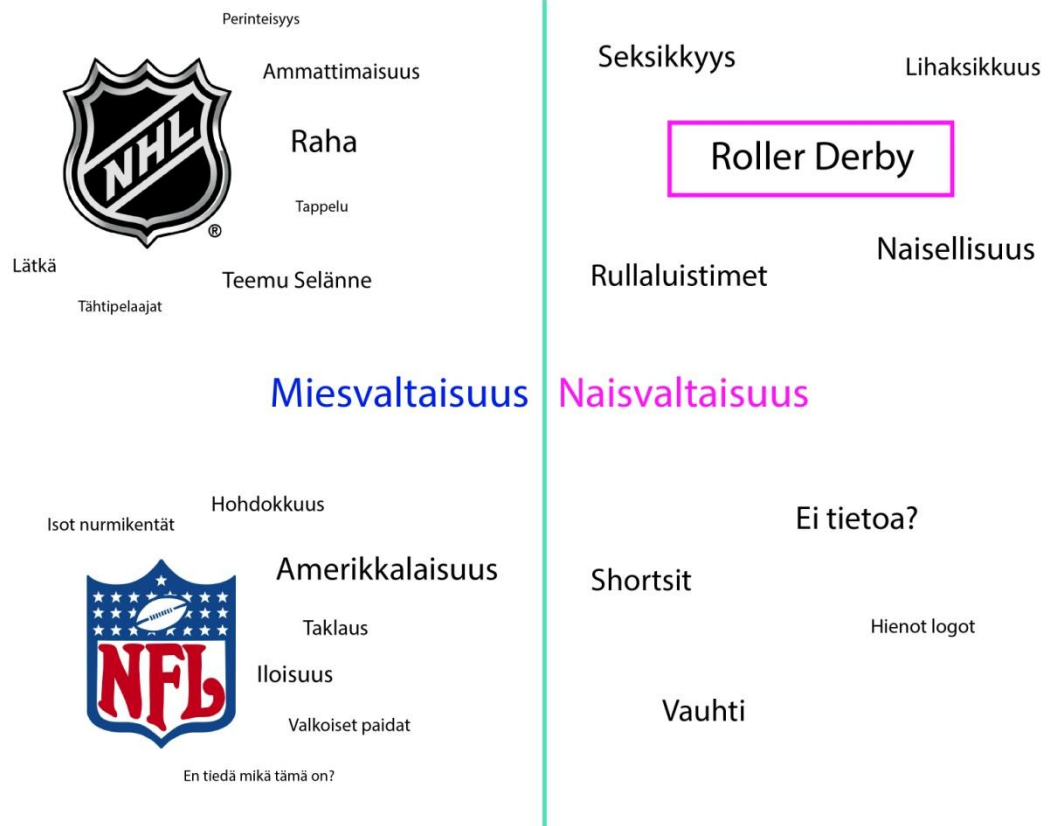 Perinteisyys
Ammattimaisuus
NHL
®
Raha
Tappelu
Lätkä
Teemu Selänne
Tähtipelaajat
Seksikkyys
Lihaksikkuus
Roller Derby
Naisellisuus
Rullaluistimet
Miesvaltaisuus
Naisvaltaisuus
Hohdokkuus
Isot nurmikentät
Amerikkalaisuus
Taklaus
NFL
Iloisuus
Valkoiset paidat
En tiedä mikä tämä on?
Ei tietoa?
Shortsit
Hienot logot
Vauhti